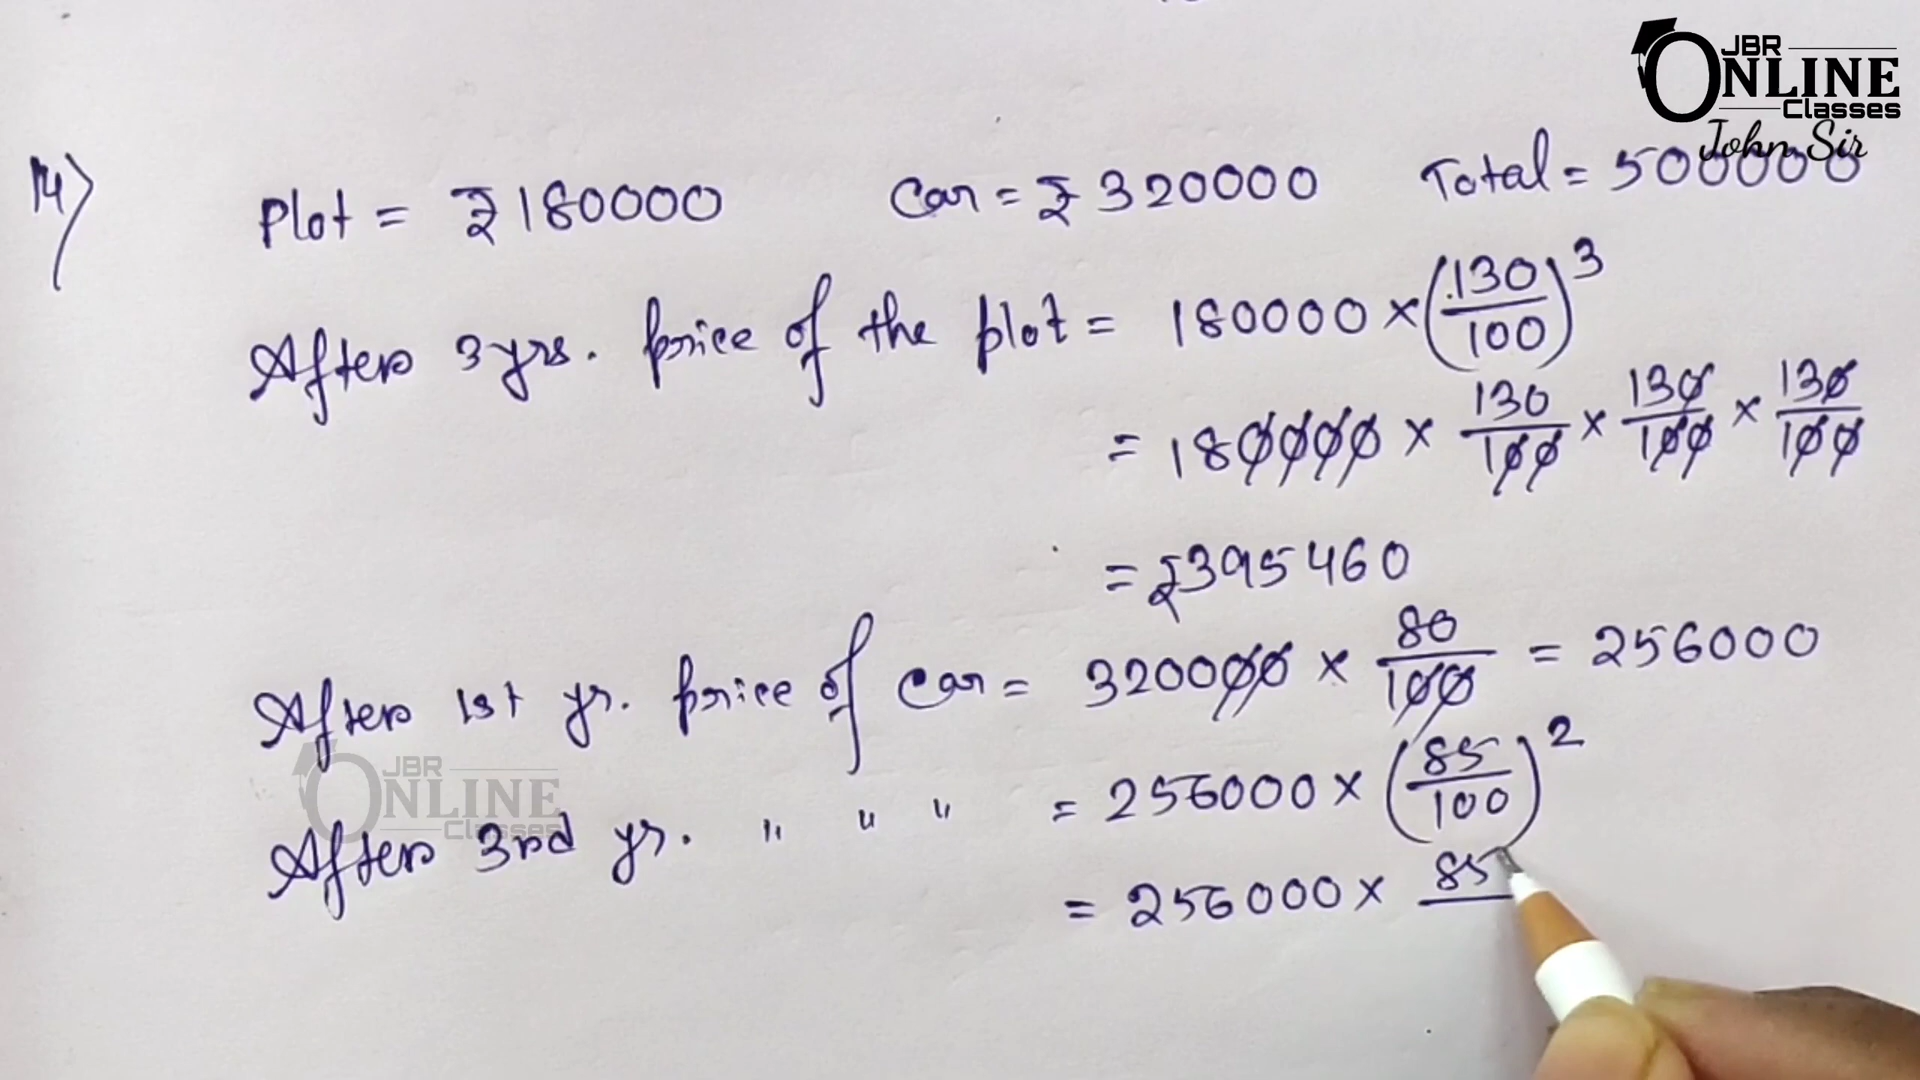 JBR
ONLINE
Classes
John Sir
14) Plot = ₹180000 Car = ₹320000 Total = 500000
After 3 yrs. price of the plot = 180000 × (130/100)³
= 180000 × 130/100 × 130/100 × 130/100
= ₹395460
After 1st yr. price of car = 320000 × 80/100 = 256000
JBR
ONLINE
Classes
After 3rd yr. " " " = 256000 × (85/100)²
= 256000 × 85